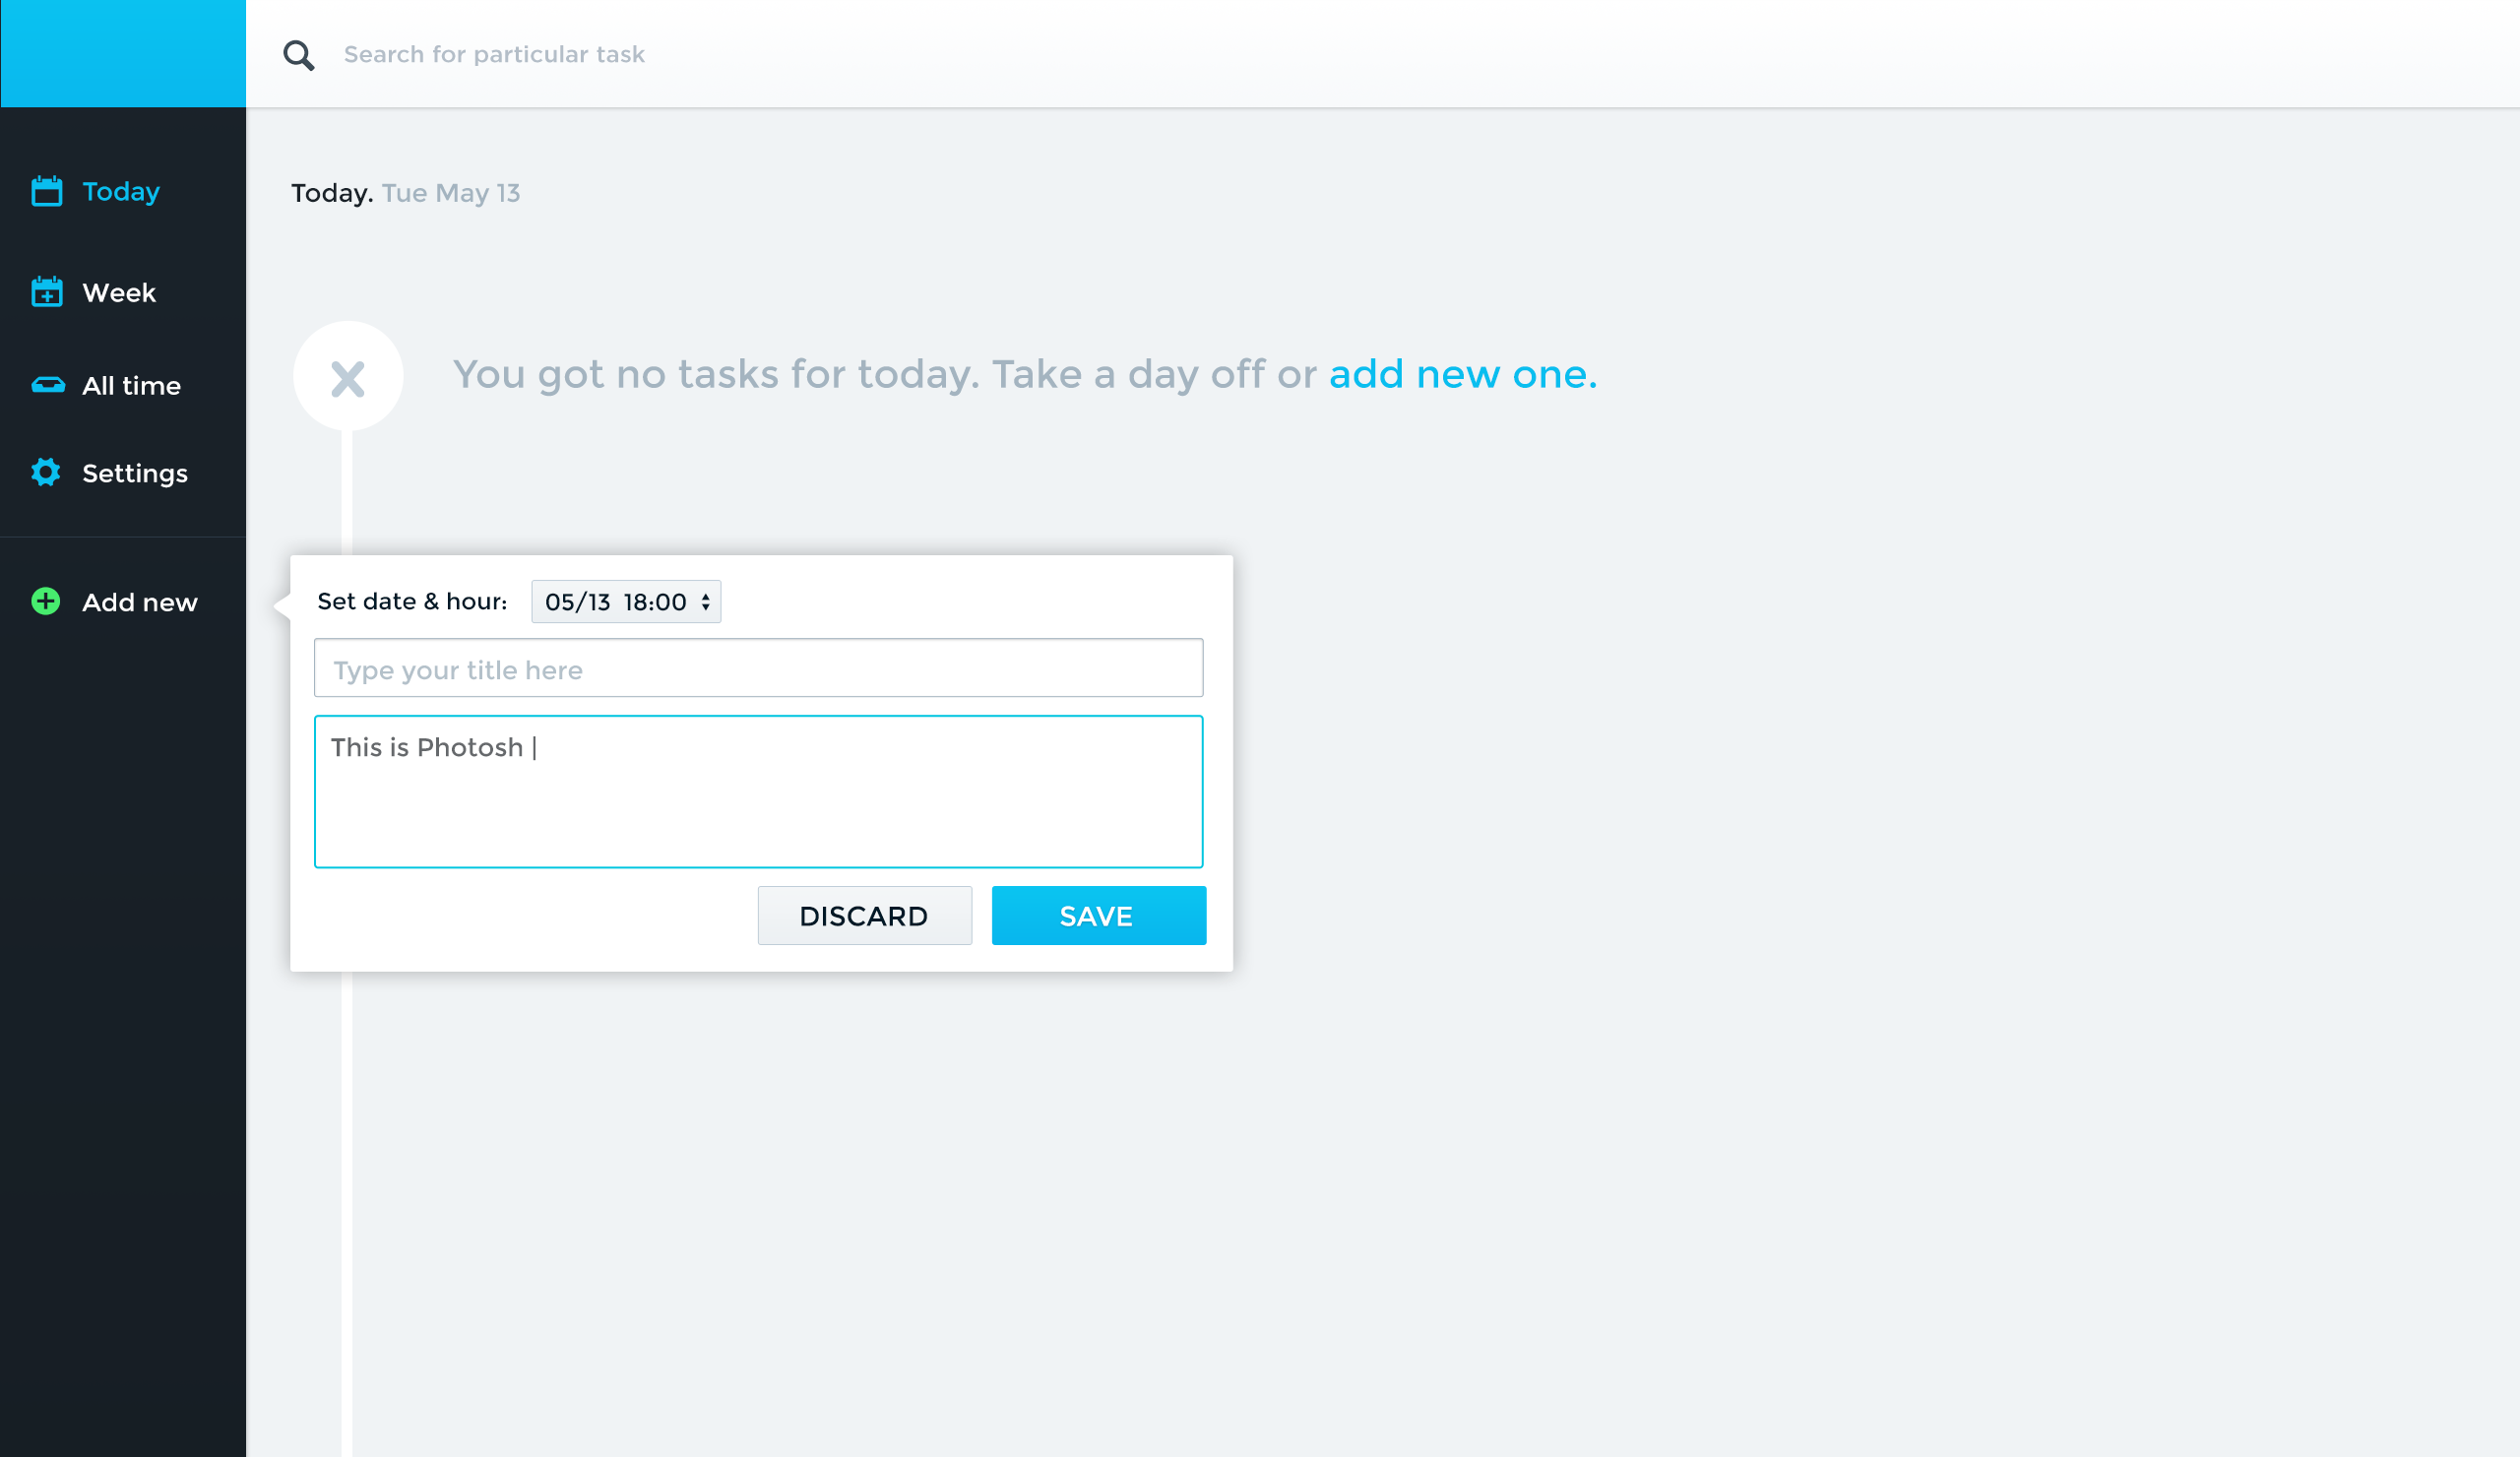 Search for particular task
Today
Week
All time
Settings
Add new
Today. Tue May 13
You got no tasks for today. Take a day off or add new one.
Set date & hour: 05/13 18:00
Type your title here
This is Photosh |
DISCARD SAVE